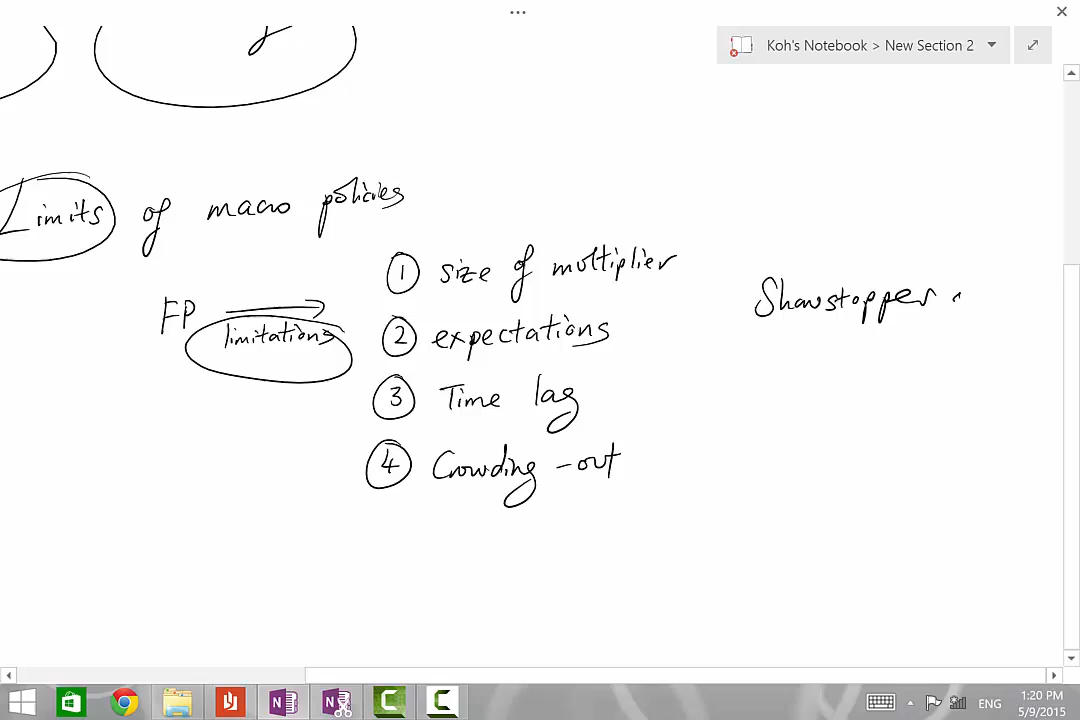 Koh's Notebook > New Section 2
Limits of macro policies
FP limitations
1 size of multiplier
2 expectations
3 Time lag
4 Crowding-out
Showstopper
ENG
1:20 PM
5/9/2015